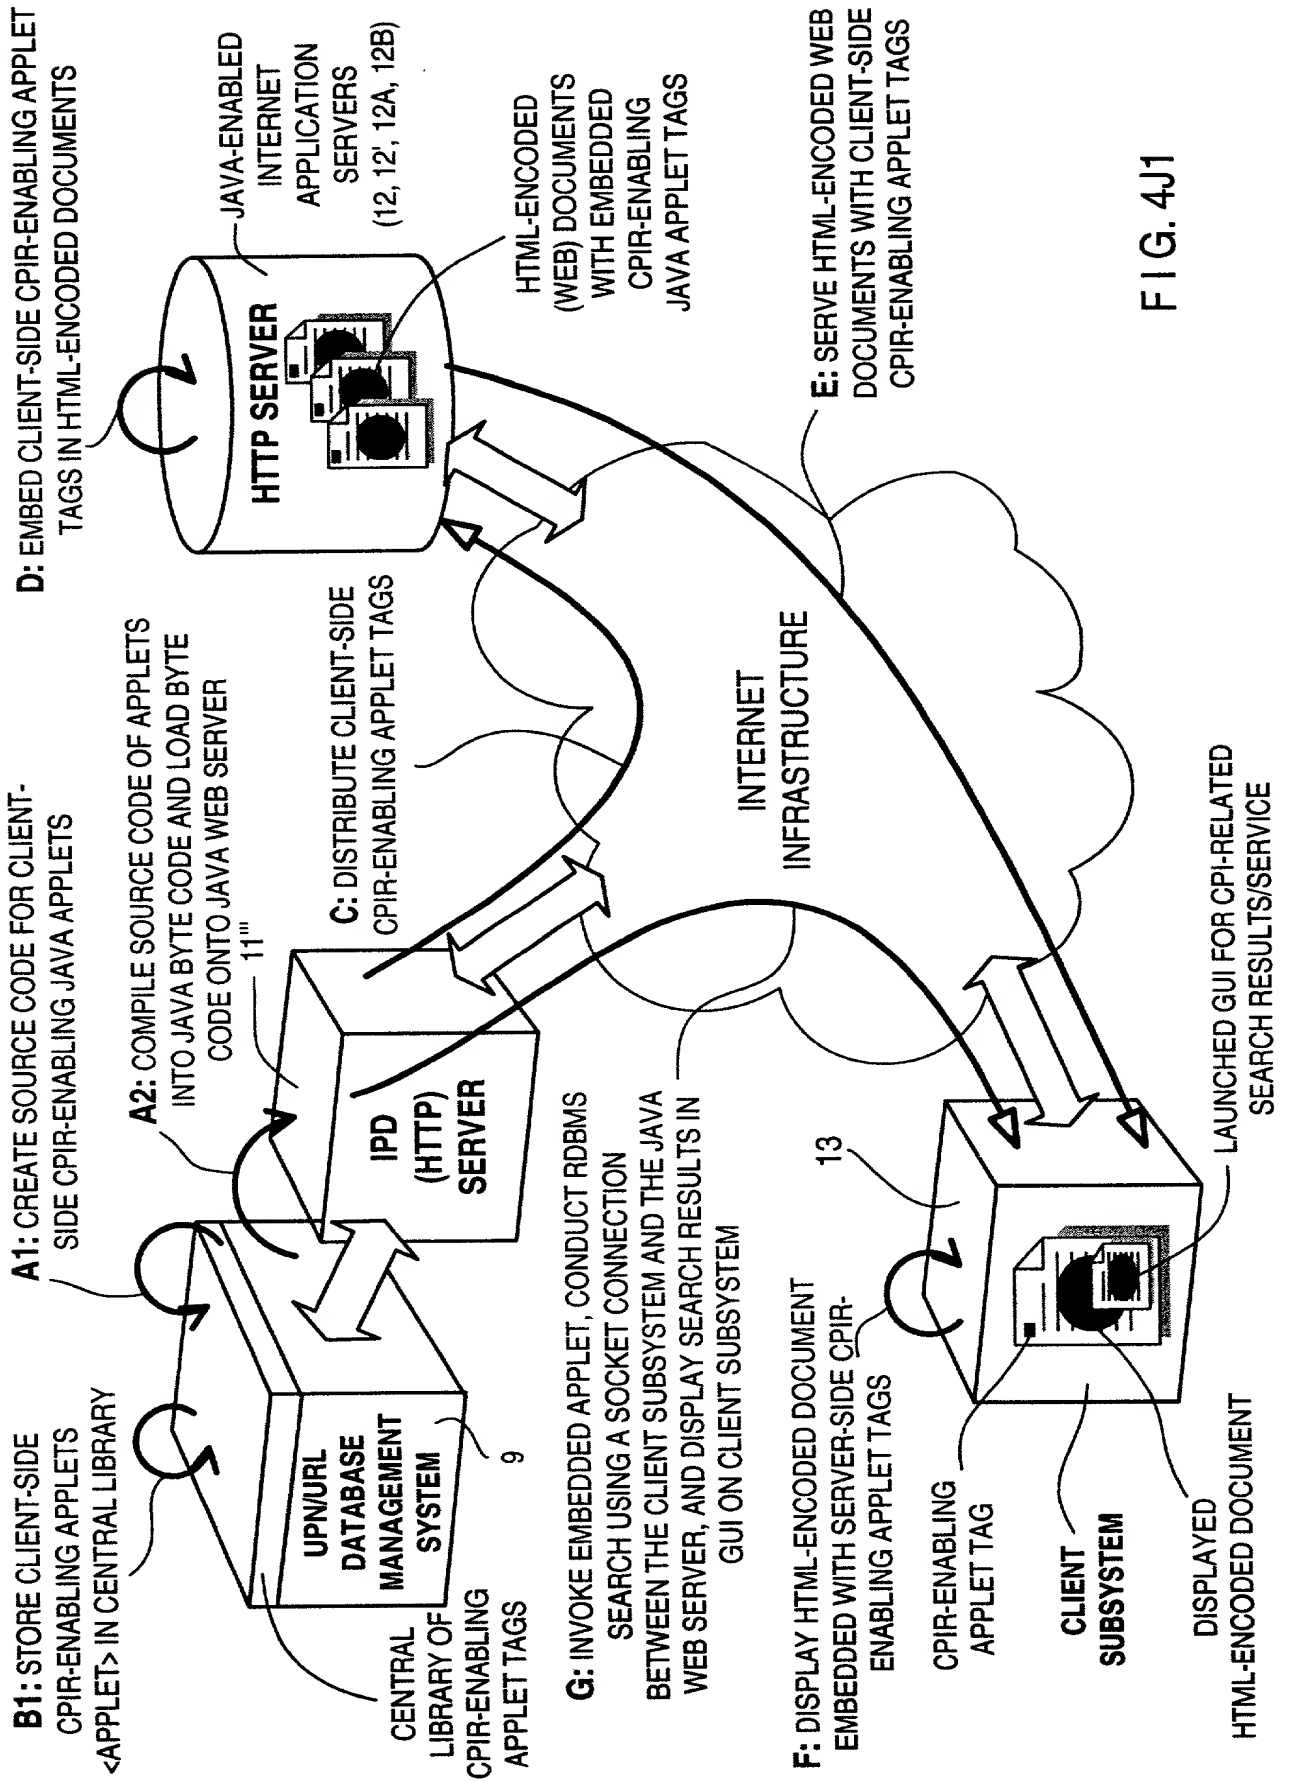 B1: STORE CLIENT-SIDE
CPIR-ENABLING APPLETS
<APPLET> IN CENTRAL LIBRARY
A1: CREATE SOURCE CODE FOR CLIENT-
SIDE CPIR-ENABLING JAVA APPLETS
A2: COMPILE SOURCE CODE OF APPLETS
INTO JAVA BYTE CODE AND LOAD BYTE
CODE ONTO JAVA WEB SERVER
11'''
D: EMBED CLIENT-SIDE CPIR-ENABLING APPLET
TAGS IN HTML-ENCODED DOCUMENTS
JAVA-ENABLED
INTERNET
APPLICATION
SERVERS
(12, 12', 12A, 12B)
HTTP SERVER
HTML-ENCODED
(WEB) DOCUMENTS
WITH EMBEDDED
CPIR-ENABLING
JAVA APPLET TAGS
C: DISTRIBUTE CLIENT-SIDE
CPIR-ENABLING APPLET TAGS
IPD
(HTTP)
SERVER
UPN/URL
DATABASE
MANAGEMENT
SYSTEM
9
CENTRAL
LIBRARY OF
CPIR-ENABLING
APPLET TAGS
G: INVOKE EMBEDDED APPLET, CONDUCT RDBMS
SEARCH USING A SOCKET CONNECTION
BETWEEN THE CLIENT SUBSYSTEM AND THE JAVA
WEB SERVER, AND DISPLAY SEARCH RESULTS IN
GUI ON CLIENT SUBSYSTEM
INTERNET
INFRASTRUCTURE
E: SERVE HTML-ENCODED WEB
DOCUMENTS WITH CLIENT-SIDE
CPIR-ENABLING APPLET TAGS
F: DISPLAY HTML-ENCODED DOCUMENT
EMBEDDED WITH SERVER-SIDE CPIR-
ENABLING APPLET TAGS
13
CPIR-ENABLING
APPLET TAG
CLIENT
SUBSYSTEM
DISPLAYED
HTML-ENCODED DOCUMENT
LAUNCHED GUI FOR CPI-RELATED
SEARCH RESULTS/SERVICE
FIG. 4J1